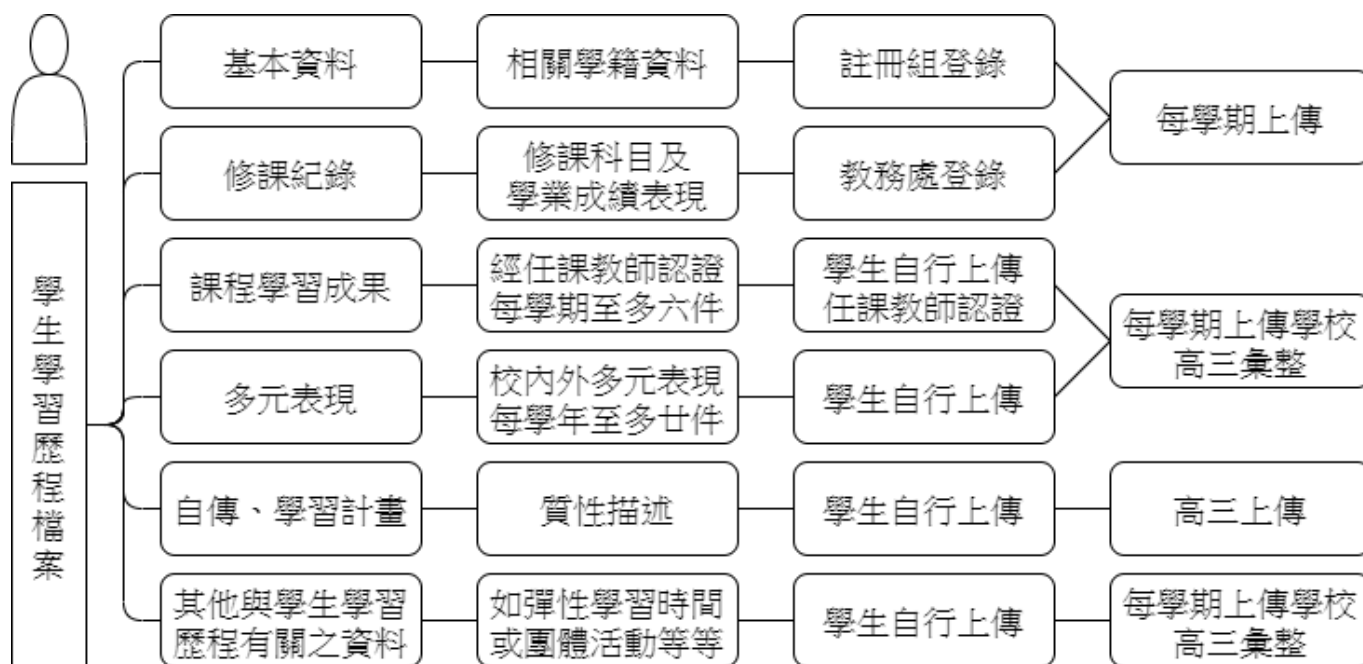 學生學習歷程檔案
基本資料
相關學籍資料
註冊組登錄
每學期上傳
修課紀錄
修課科目及
學業成績表現
教務處登錄
課程學習成果
經任課教師認證
每學期至多六件
學生自行上傳
任課教師認證
每學期上傳學校
高三彙整
多元表現
校內外多元表現
每學年至多廿件
學生自行上傳
自傳、學習計畫
質性描述
學生自行上傳
高三上傳
其他與學生學習
歷程有關之資料
如彈性學習時間
或團體活動等等
學生自行上傳
每學期上傳學校
高三彙整